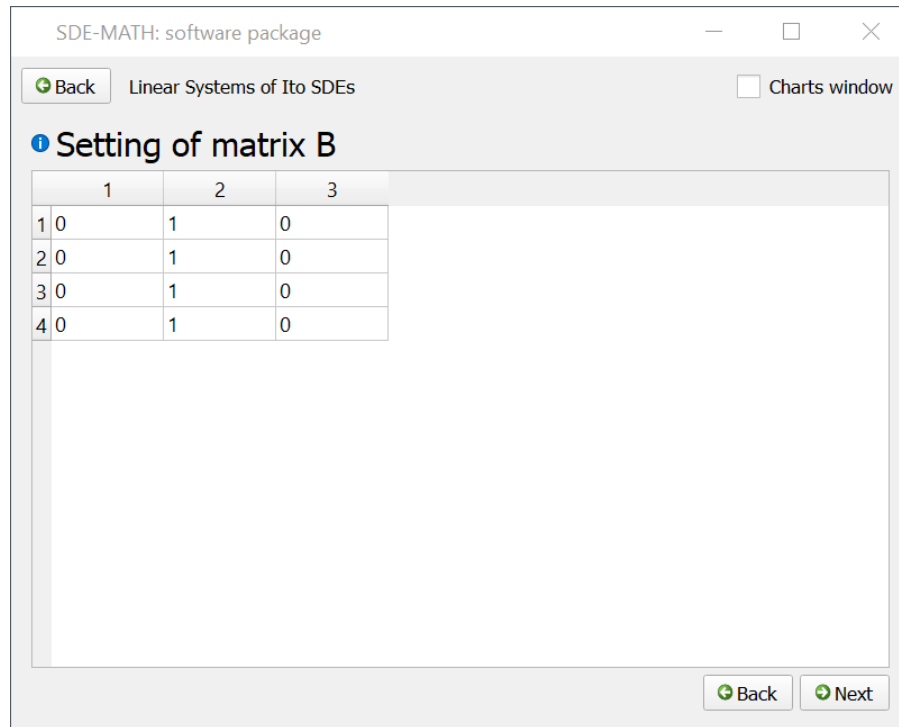 SDE-MATH: software package
Back Linear Systems of Ito SDEs Charts window
Setting of matrix B
1 2 3
1 0 1 0
2 0 1 0
3 0 1 0
4 0 1 0
Back Next